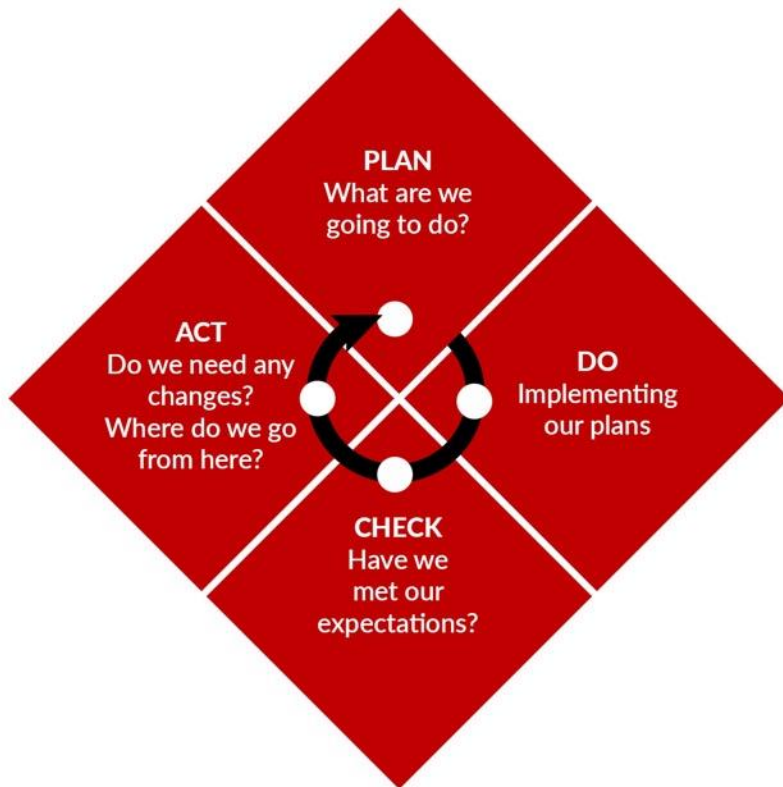 PLAN
What are we
going to do?
DO
Implementing
our plans
CHECK
Have we
met our
expectations?
ACT
Do we need any
changes?
Where do we go
from here?